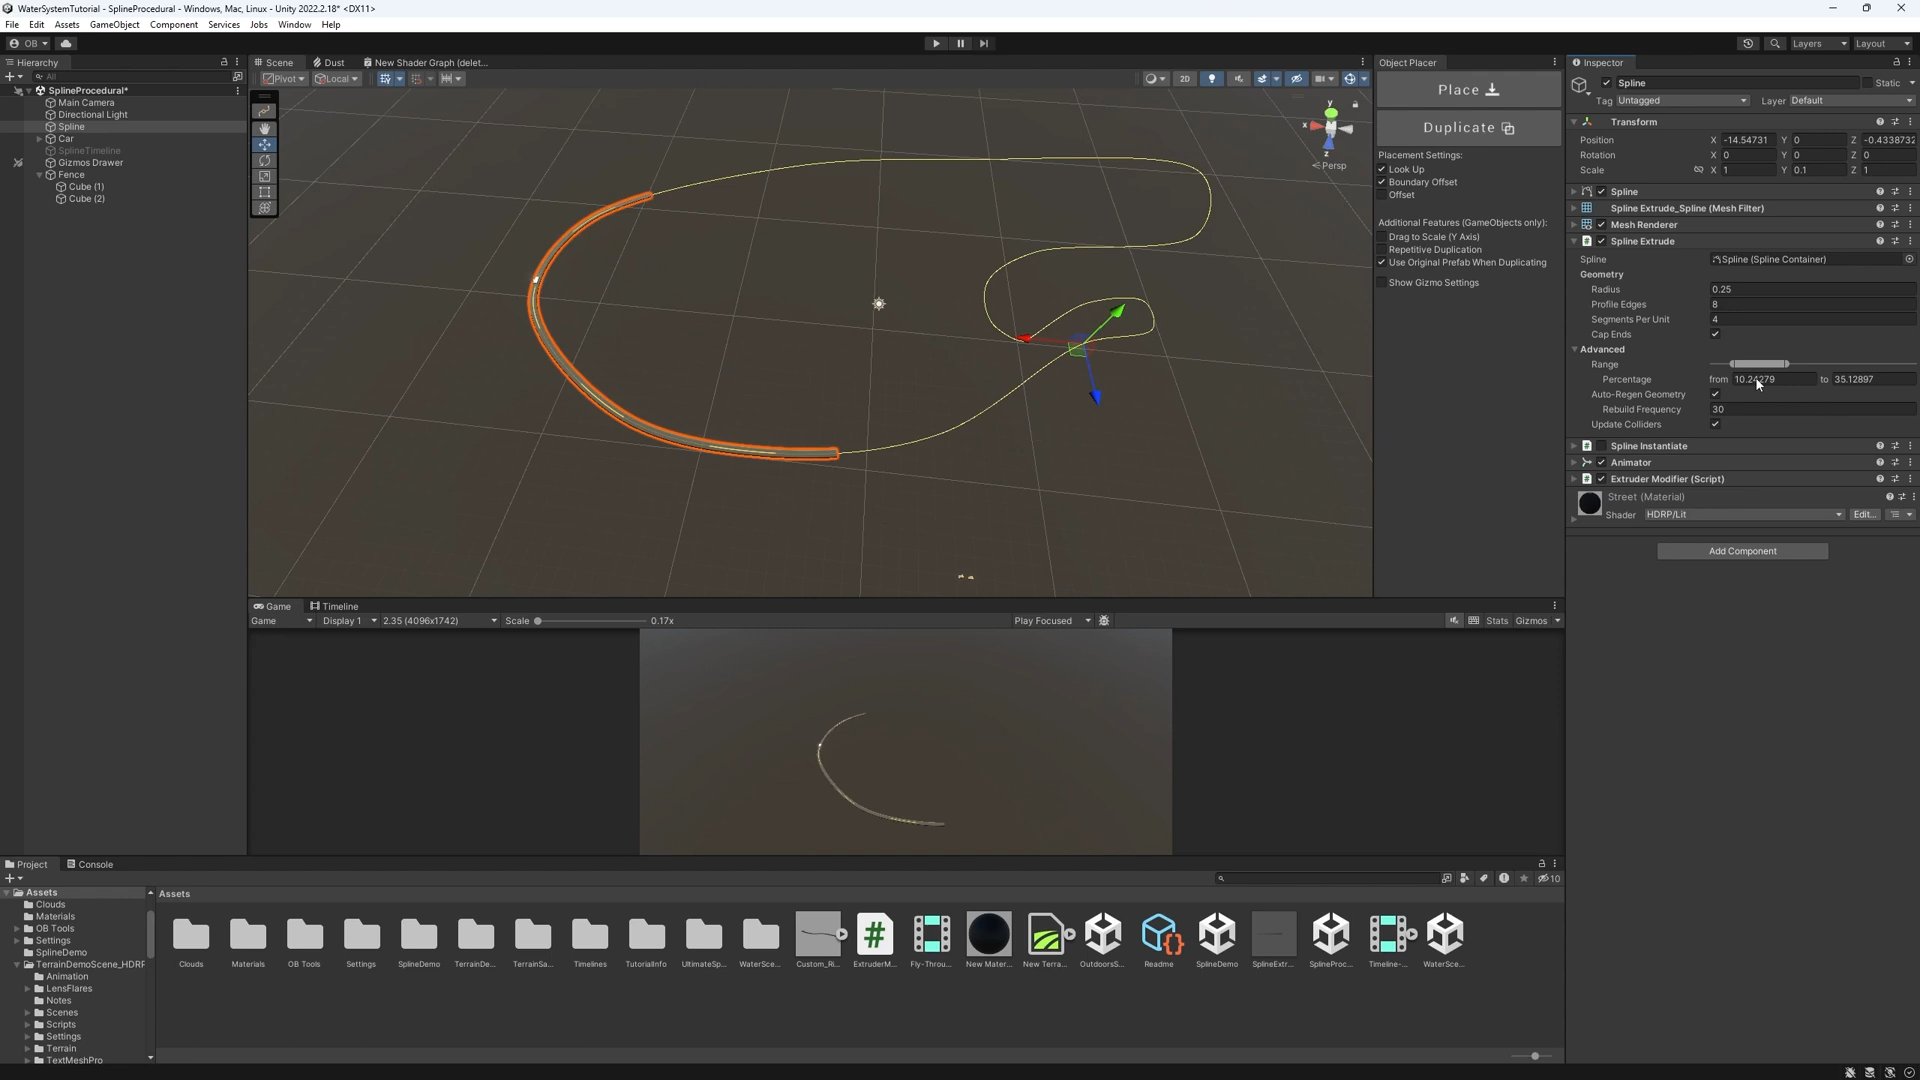 WaterSystemTutorial - SplineProcedural - Windows, Mac, Linux - Unity 2022.2.18* <DX11>
File Edit Assets GameObject Component Services Jobs Window Help
OB Layers Layout
Hierarchy
All
SplineProcedural*
Main Camera
Directional Light
Spline
Car
SplineTimeline
Gizmos Drawer
Fence
Cube (1)
Cube (2)
Scene Dust New Shader Graph (delet...
Pivot Local 2D
y
x
z
Persp
Object Placer
Place
Duplicate
Placement Settings:
Look Up
Boundary Offset
Offset
Additional Features (GameObjects only):
Drag to Scale (Y Axis)
Repetitive Duplication
Use Original Prefab When Duplicating
Show Gizmo Settings
Inspector
Spline Static
Tag Untagged Layer Default
Transform
Position X -14.54731 Y 0 Z -0.4338732
Rotation X 0 Y 0 Z 0
Scale X 1 Y 0.1 Z 1
Spline
Spline Extrude_Spline (Mesh Filter)
Mesh Renderer
Spline Extrude
Spline Spline (Spline Container)
Geometry
Radius 0.25
Profile Edges 8
Segments Per Unit 4
Cap Ends
Advanced
Range
Percentage from 10.24279 to 35.12897
Auto-Regen Geometry
Rebuild Frequency 30
Update Colliders
Spline Instantiate
Animator
Extruder Modifier (Script)
Street (Material)
Shader HDRP/Lit Edit...
Add Component
Game Timeline
Game Display 1 2.35 (4096x1742) Scale 0.17x Play Focused Stats Gizmos
Project Console
10
Assets
Clouds
Materials
OB Tools
Settings
SplineDemo
TerrainDemoScene_HDRP
Animation
LensFlares
Notes
Scenes
Scripts
Settings
Terrain
TextMeshPro
Assets
Clouds Materials OB Tools Settings SplineDemo TerrainDe... TerrainSa... Timelines TutorialInfo UltimateSp... WaterSce... Custom_Ri... ExtruderM... Fly-Throu... New Mater... New Terra... OutdoorsS... Readme SplineDemo SplineExtr... SplineProc... Timeline-... WaterSce...